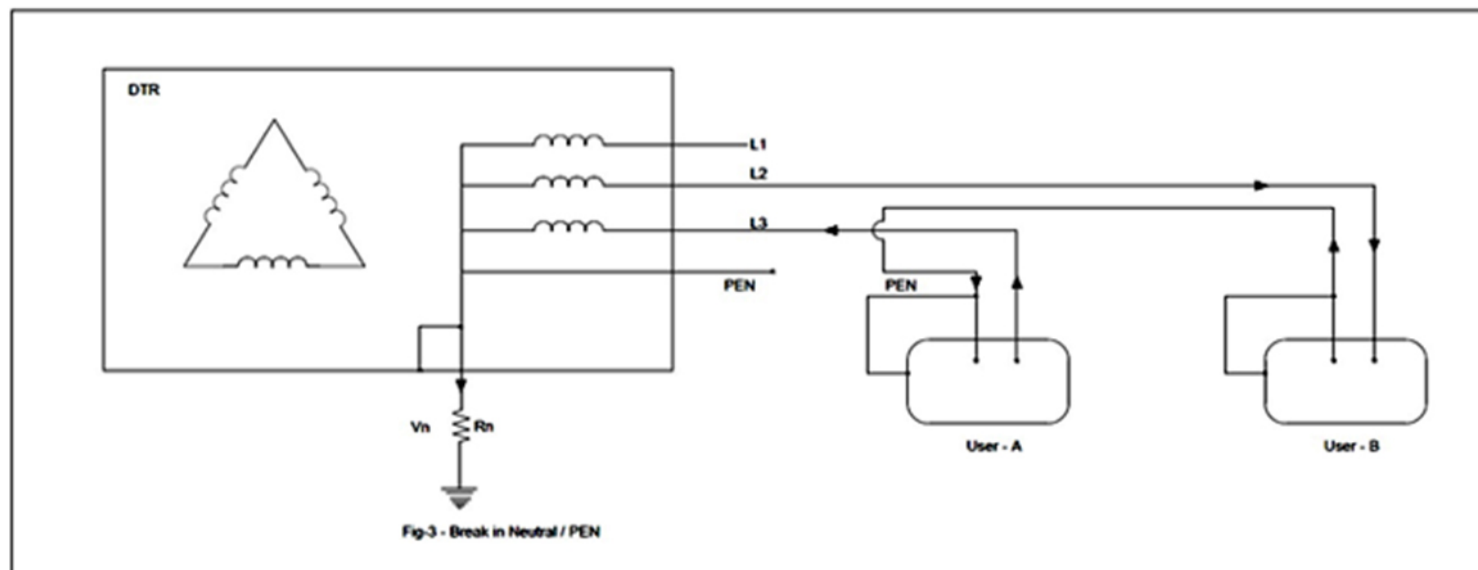 DTR
L1
L2
L3
PEN
PEN
Vn
Rn
User - A
User - B
Fig-3 - Break in Neutral / PEN